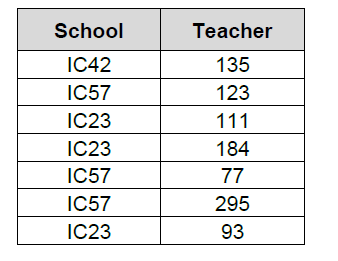 School Teacher
IC42 135
IC57 123
IC23 111
IC23 184
IC57 77
IC57 295
IC23 93